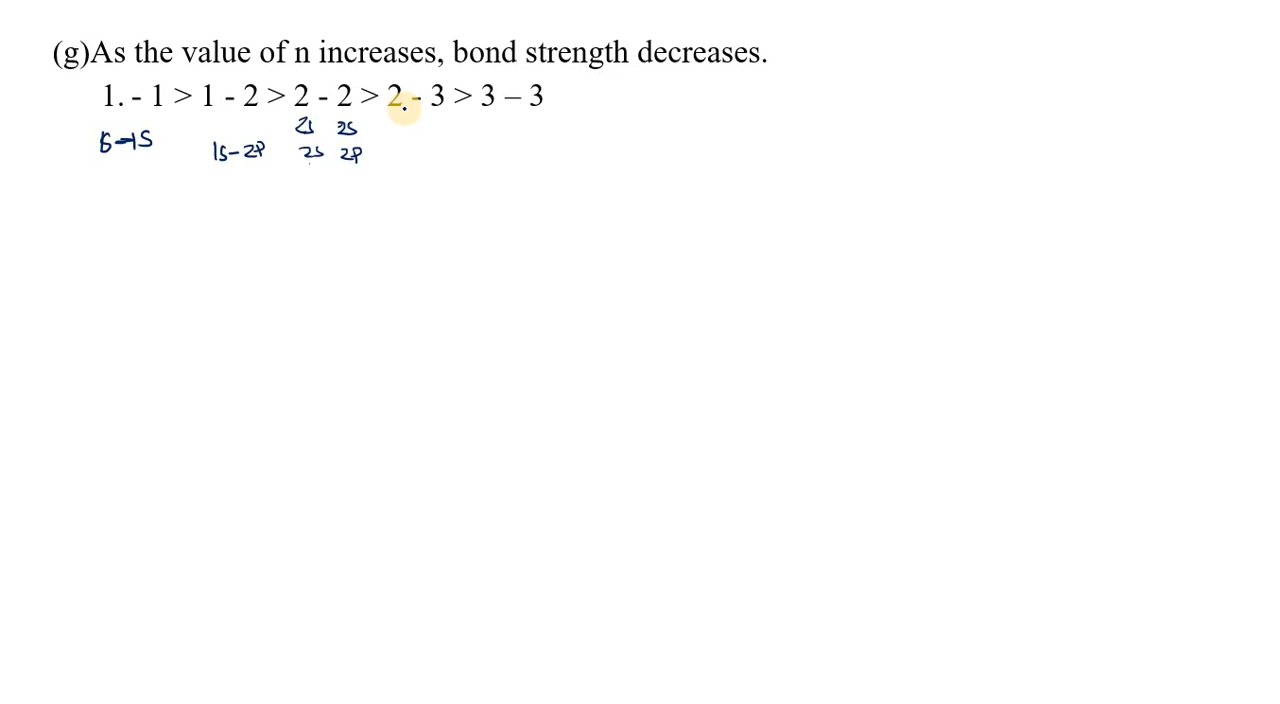 (g)As the value of n increases, bond strength decreases.
1. - 1 > 1 - 2 > 2 - 2 > 2 - 3 > 3 – 3
2s 2s
1s-2p 2s 2p